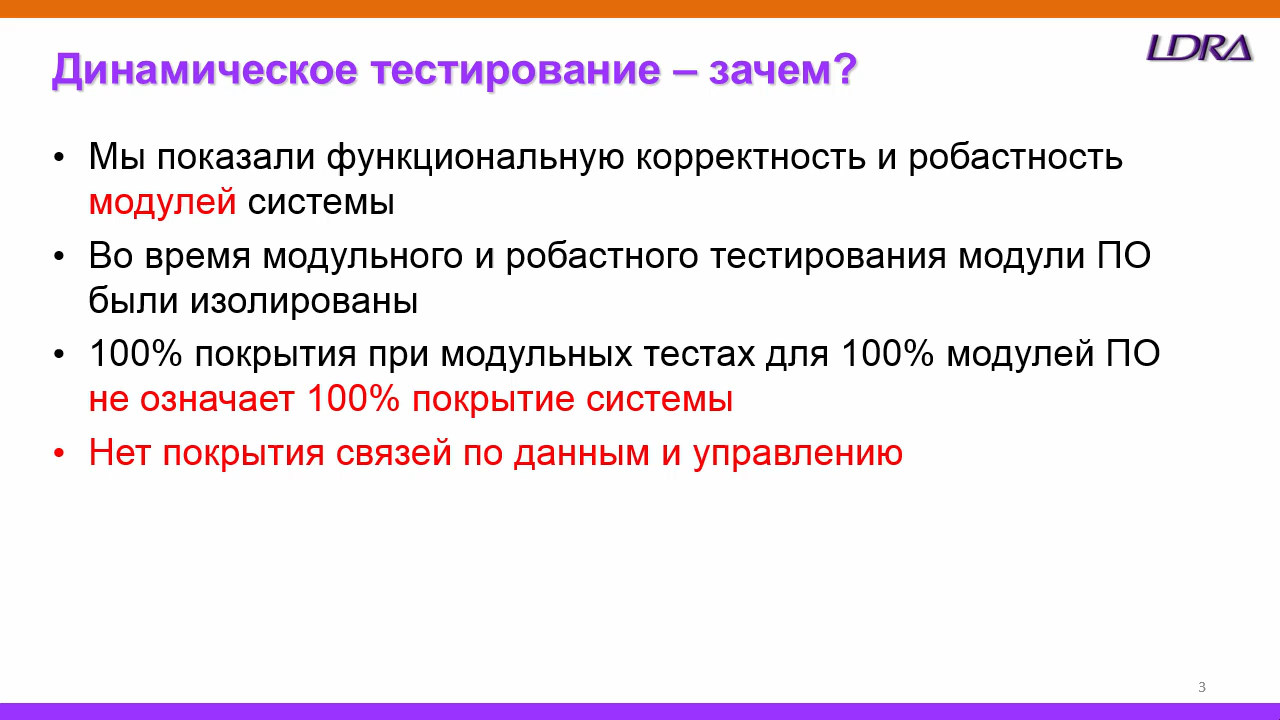 LDRA
Динамическое тестирование – зачем?
• Мы показали функциональную корректность и робастность
модулей системы
• Во время модульного и робастного тестирования модули ПО
были изолированы
• 100% покрытия при модульных тестах для 100% модулей ПО
не означает 100% покрытие системы
• Нет покрытия связей по данным и управлению
3